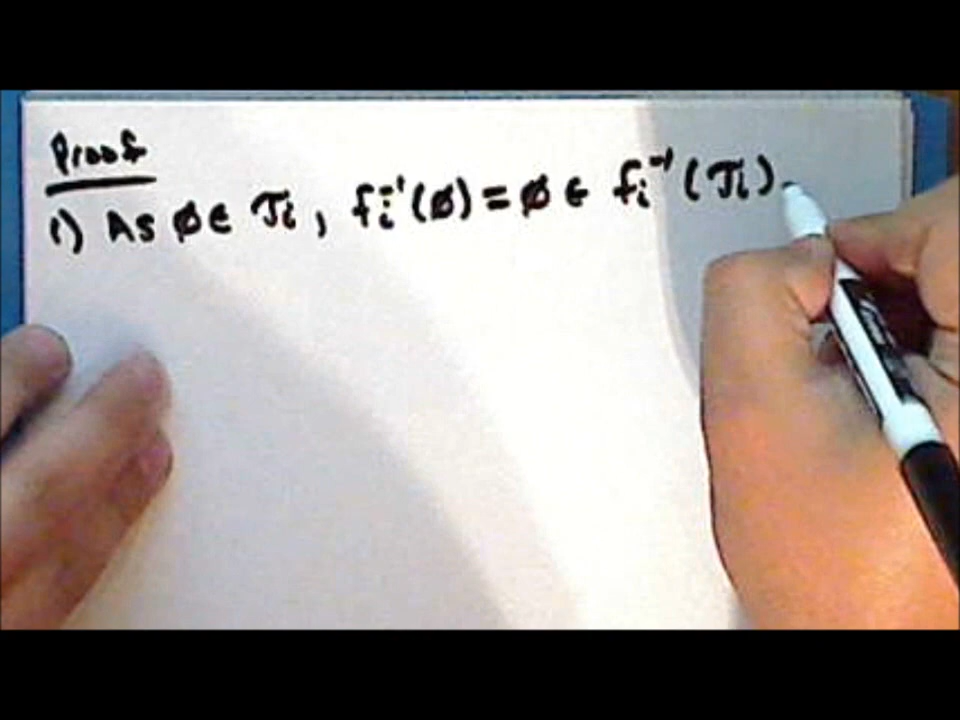 Proof
1) As ∅ ∈ 𝒯i, fi⁻¹(∅) = ∅ ∈ fi⁻¹(𝒯i).